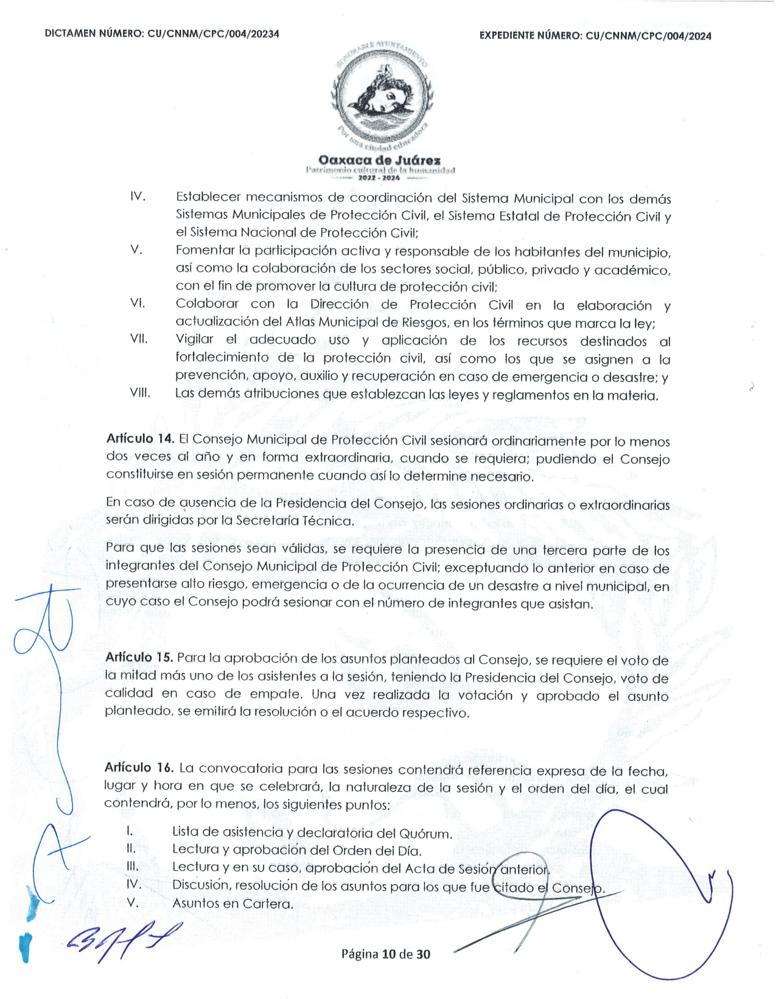 DICTAMEN NÚMERO: CU/CNNM/CPC/004/20234
EXPEDIENTE NÚMERO: CU/CNNM/CPC/004/2024
HONORABLE AYUNTAMIENTO
Por una ciudad educadora
Oaxaca de Juárez
Patrimonio cultural de la humanidad
2022 - 2024
IV. Establecer mecanismos de coordinación del Sistema Municipal con los demás
Sistemas Municipales de Protección Civil, el Sistema Estatal de Protección Civil y
el Sistema Nacional de Protección Civil;
V. Fomentar la participación activa y responsable de los habitantes del municipio,
así como la colaboración de los sectores social, público, privado y académico,
con el fin de promover la cultura de protección civil;
VI. Colaborar con la Dirección de Protección Civil en la elaboración y
actualización del Atlas Municipal de Riesgos, en los términos que marca la ley;
VII. Vigilar el adecuado uso y aplicación de los recursos destinados al
fortalecimiento de la protección civil, así como los que se asignen a la
prevención, apoyo, auxilio y recuperación en caso de emergencia o desastre; y
VIII. Las demás atribuciones que establezcan las leyes y reglamentos en la materia.
Artículo 14. El Consejo Municipal de Protección Civil sesionará ordinariamente por lo menos
dos veces al año y en forma extraordinaria, cuando se requiera; pudiendo el Consejo
constituirse en sesión permanente cuando así lo determine necesario.
En caso de ausencia de la Presidencia del Consejo, las sesiones ordinarias o extraordinarias
serán dirigidas por la Secretaría Técnica.
Para que las sesiones sean válidas, se requiere la presencia de una tercera parte de los
integrantes del Consejo Municipal de Protección Civil; exceptuando lo anterior en caso de
presentarse alto riesgo, emergencia o de la ocurrencia de un desastre a nivel municipal, en
cuyo caso el Consejo podrá sesionar con el número de integrantes que asistan.
Artículo 15. Para la aprobación de los asuntos planteados al Consejo, se requiere el voto de
la mitad más uno de los asistentes a la sesión, teniendo la Presidencia del Consejo, voto de
calidad en caso de empate. Una vez realizada la votación y aprobado el asunto
planteado, se emitirá la resolución o el acuerdo respectivo.
Artículo 16. La convocatoria para las sesiones contendrá referencia expresa de la fecha,
lugar y hora en que se celebrará, la naturaleza de la sesión y el orden del día, el cual
contendrá, por lo menos, los siguientes puntos:
I. Lista de asistencia y declaratoria del Quórum.
II. Lectura y aprobación del Orden del Día.
III. Lectura y en su caso, aprobación del Acta de Sesión anterior.
IV. Discusión, resolución de los asuntos para los que fue citado el Consejo.
V. Asuntos en Cartera.
Página 10 de 30